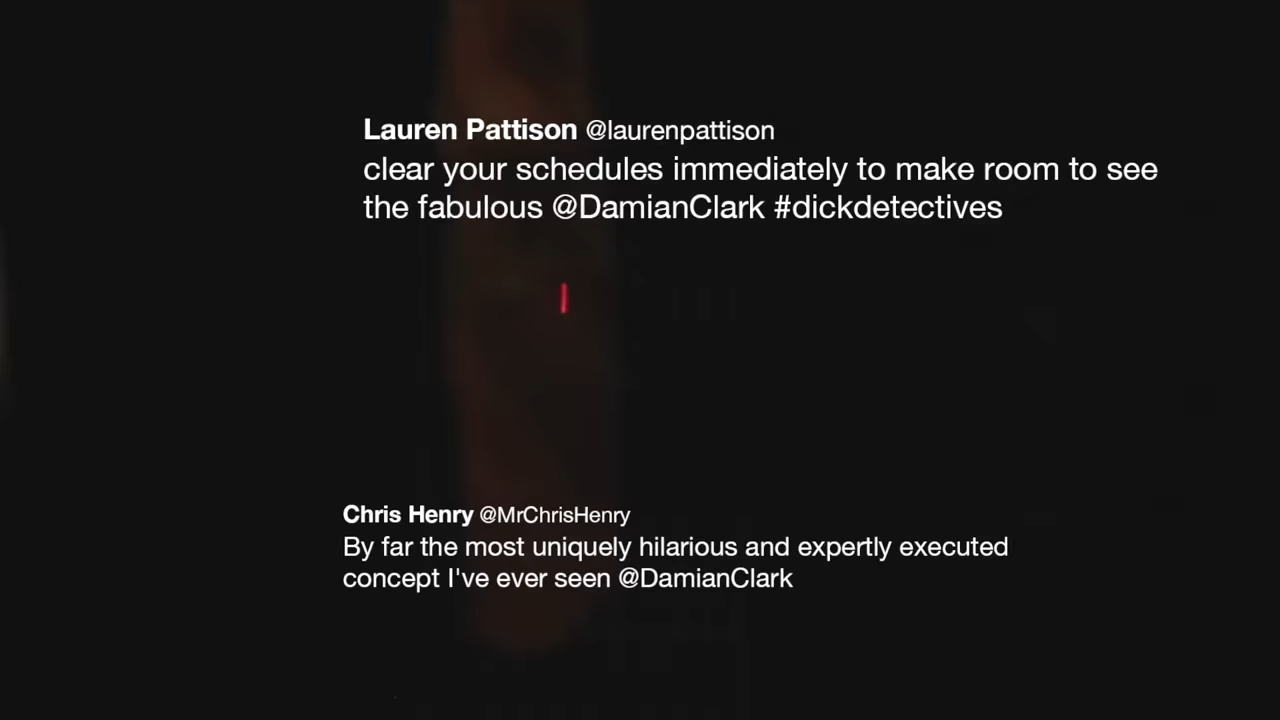 Lauren Pattison @laurenpattison
clear your schedules immediately to make room to see
the fabulous @DamianClark #dickdetectives
Chris Henry @MrChrisHenry
By far the most uniquely hilarious and expertly executed
concept I've ever seen @DamianClark